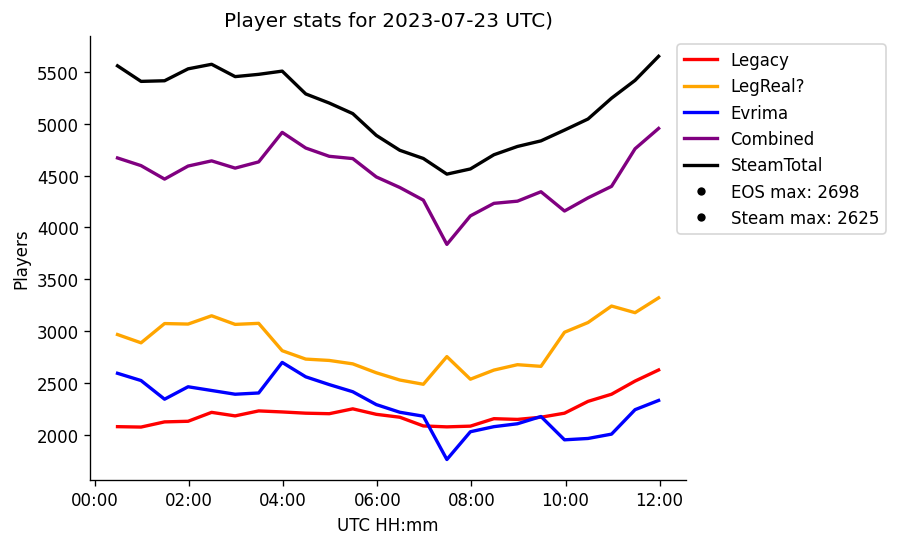 Player stats for 2023-07-23 UTC)
Legacy
LegReal?
Evrima
Combined
SteamTotal
EOS max: 2698
Steam max: 2625
Players
5500
5000
4500
4000
3500
3000
2500
2000
00:00 02:00 04:00 06:00 08:00 10:00 12:00
UTC HH:mm